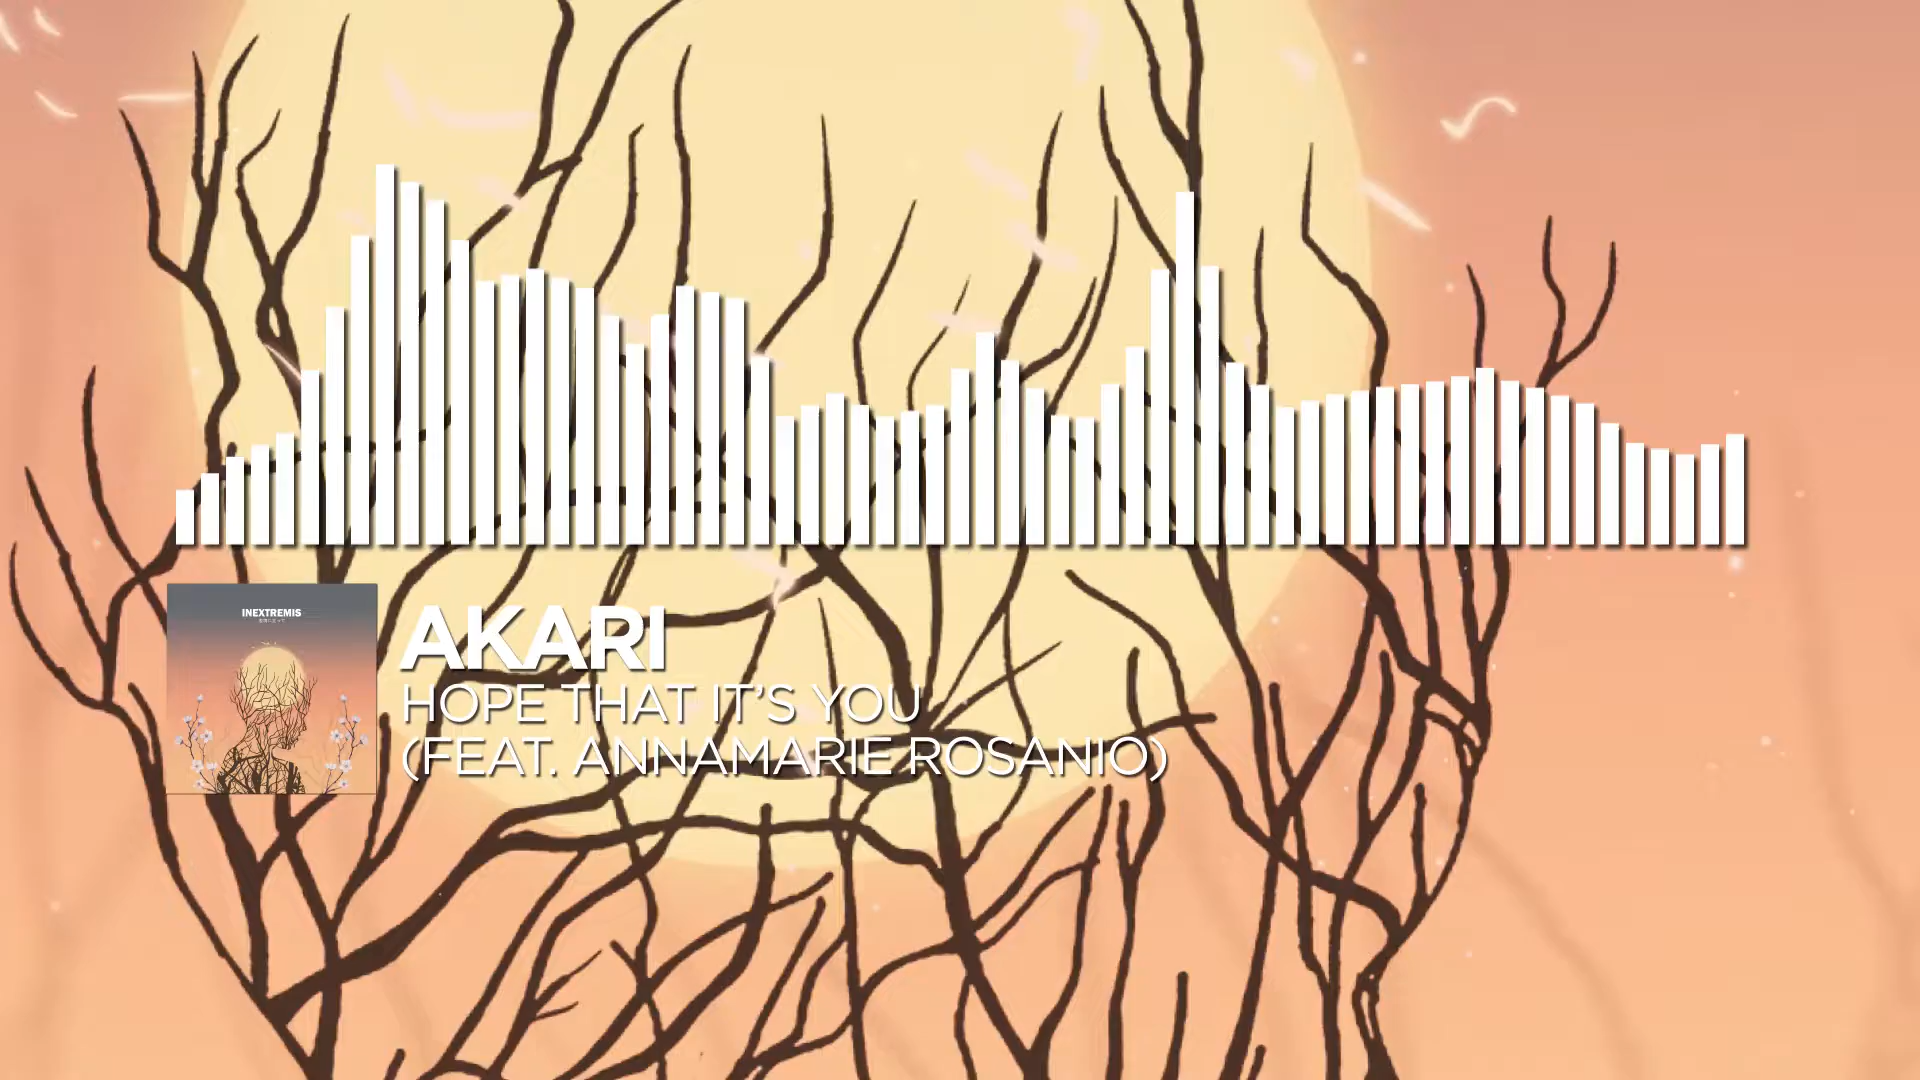 INEXTREMIS
AKARI
HOPE THAT IT'S YOU
(FEAT. ANNAMARIE ROSANIO)